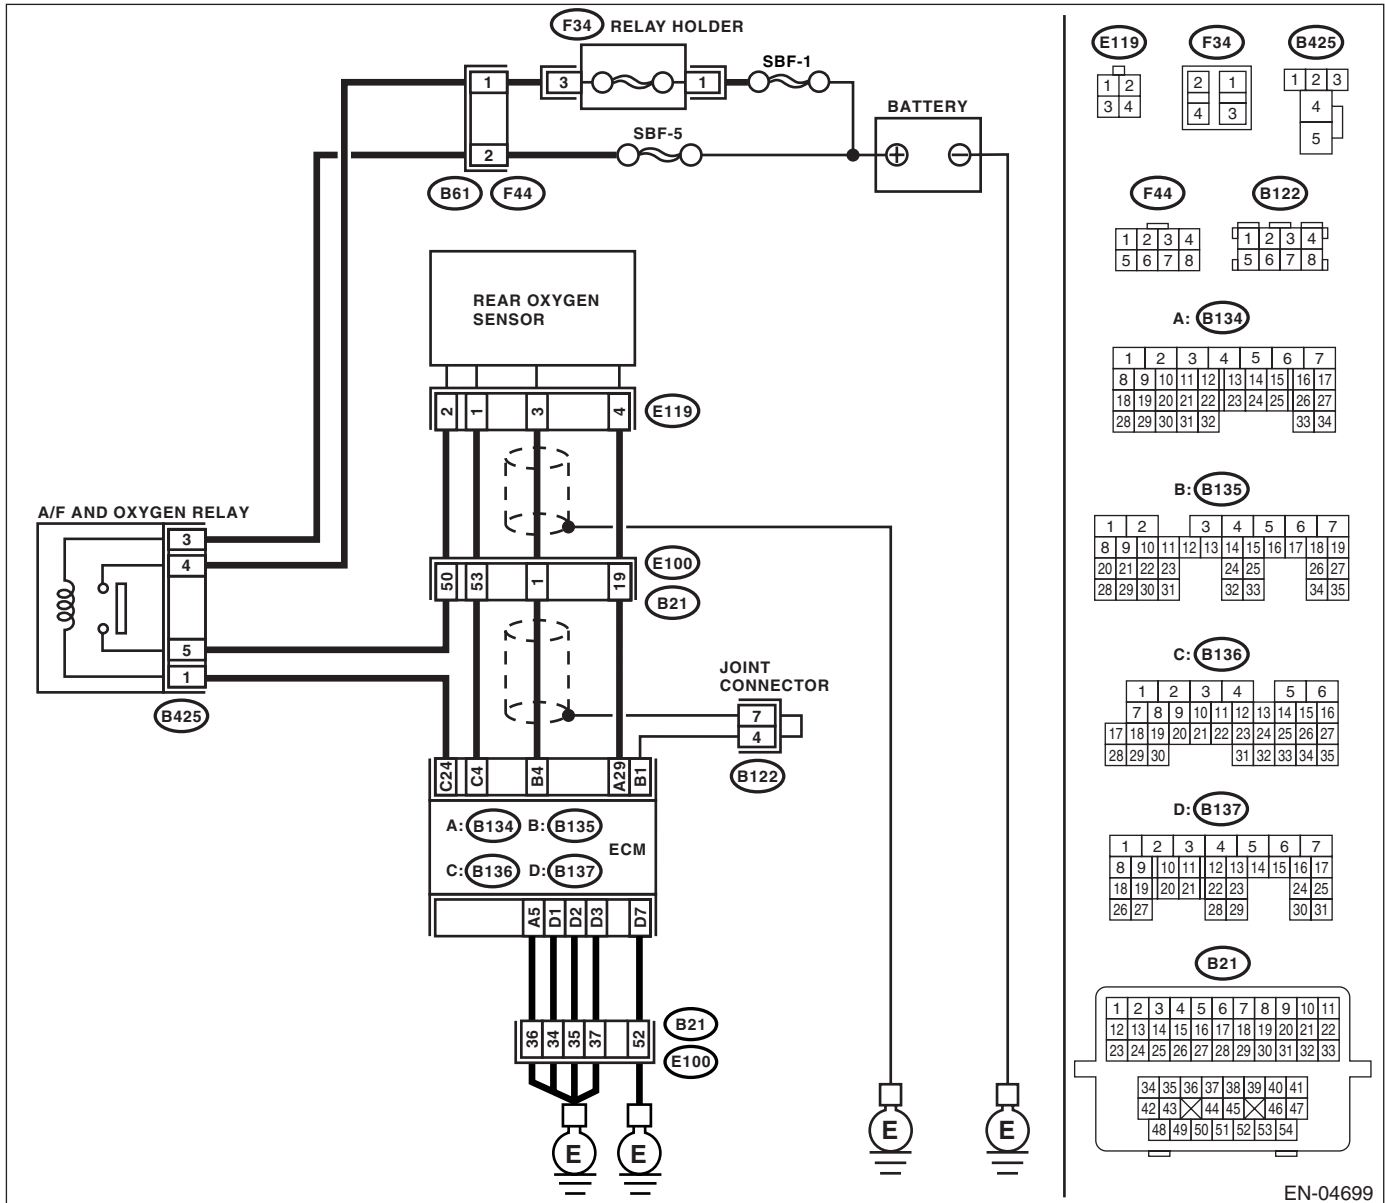 F34 RELAY HOLDER
1 3 1 SBF-1
BATTERY
SBF-5
2
+ −
B61 F44
REAR OXYGEN
SENSOR
2 1 3 4 E119
A/F AND OXYGEN RELAY
3
4
5
1
B425
50 53 1 19
E100
B21
JOINT
CONNECTOR
7
4
B122
C24 C4 B4 A29 B1
A: B134 B: B135
ECM
C: B136 D: B137
A5 D1 D2 D3 D7
36 34 35 37 52
B21
E100
E E E E
E119 F34 B425
1 2
3 4
2 1
4 3
1 2 3
4
5
F44 B122
1 2 3 4
5 6 7 8
1 2 3 4
5 6 7 8
A: B134
1 2 3 4 5 6 7
8 9 10 11 12 13 14 15 16 17
18 19 20 21 22 23 24 25 26 27
28 29 30 31 32 33 34
B: B135
1 2 3 4 5 6 7
8 9 10 11 12 13 14 15 16 17 18 19
20 21 22 23 24 25 26 27
28 29 30 31 32 33 34 35
C: B136
1 2 3 4 5 6
7 8 9 10 11 12 13 14 15 16
17 18 19 20 21 22 23 24 25 26 27
28 29 30 31 32 33 34 35
D: B137
1 2 3 4 5 6 7
8 9 10 11 12 13 14 15 16 17
18 19 20 21 22 23 24 25
26 27 28 29 30 31
B21
1 2 3 4 5 6 7 8 9 10 11
12 13 14 15 16 17 18 19 20 21 22
23 24 25 26 27 28 29 30 31 32 33
34 35 36 37 38 39 40 41
42 43 44 45 46 47
48 49 50 51 52 53 54
EN-04699